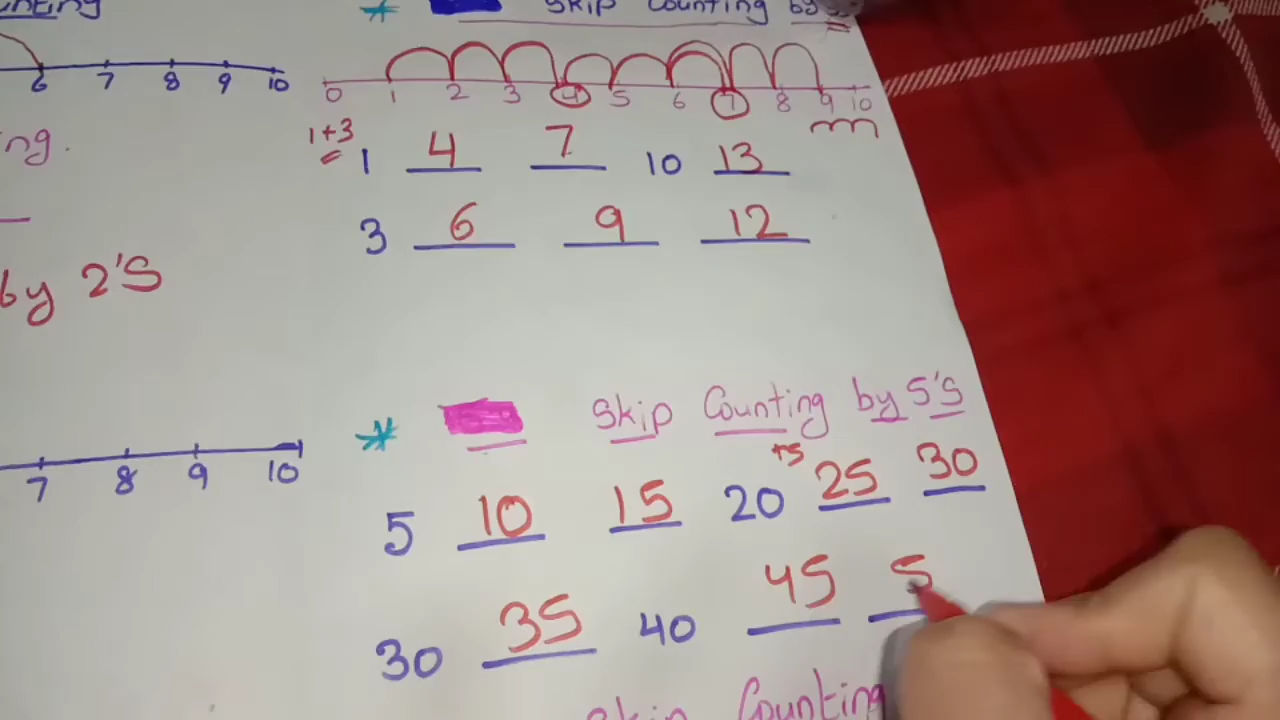 Skip Counting by
6 7 8 9 10
0 1 2 3 4 5 6 7 8 9 10
1+3
1 4 7 10 13
3 6 9 12
by 2'S
Skip Counting by 5'S
7 8 9 10
+5
5 10 15 20 25 30
30 35 40 45 5
Skip Counting